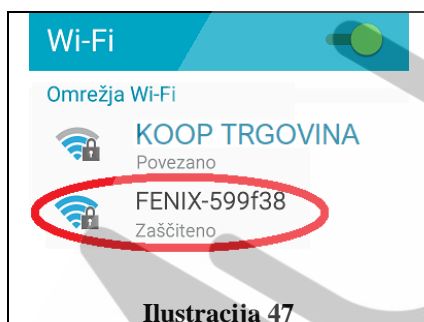 Wi-Fi
Omrežja Wi-Fi
KOOP TRGOVINA
Povezano
FENIX-599f38
Zaščiteno
Ilustracija 47